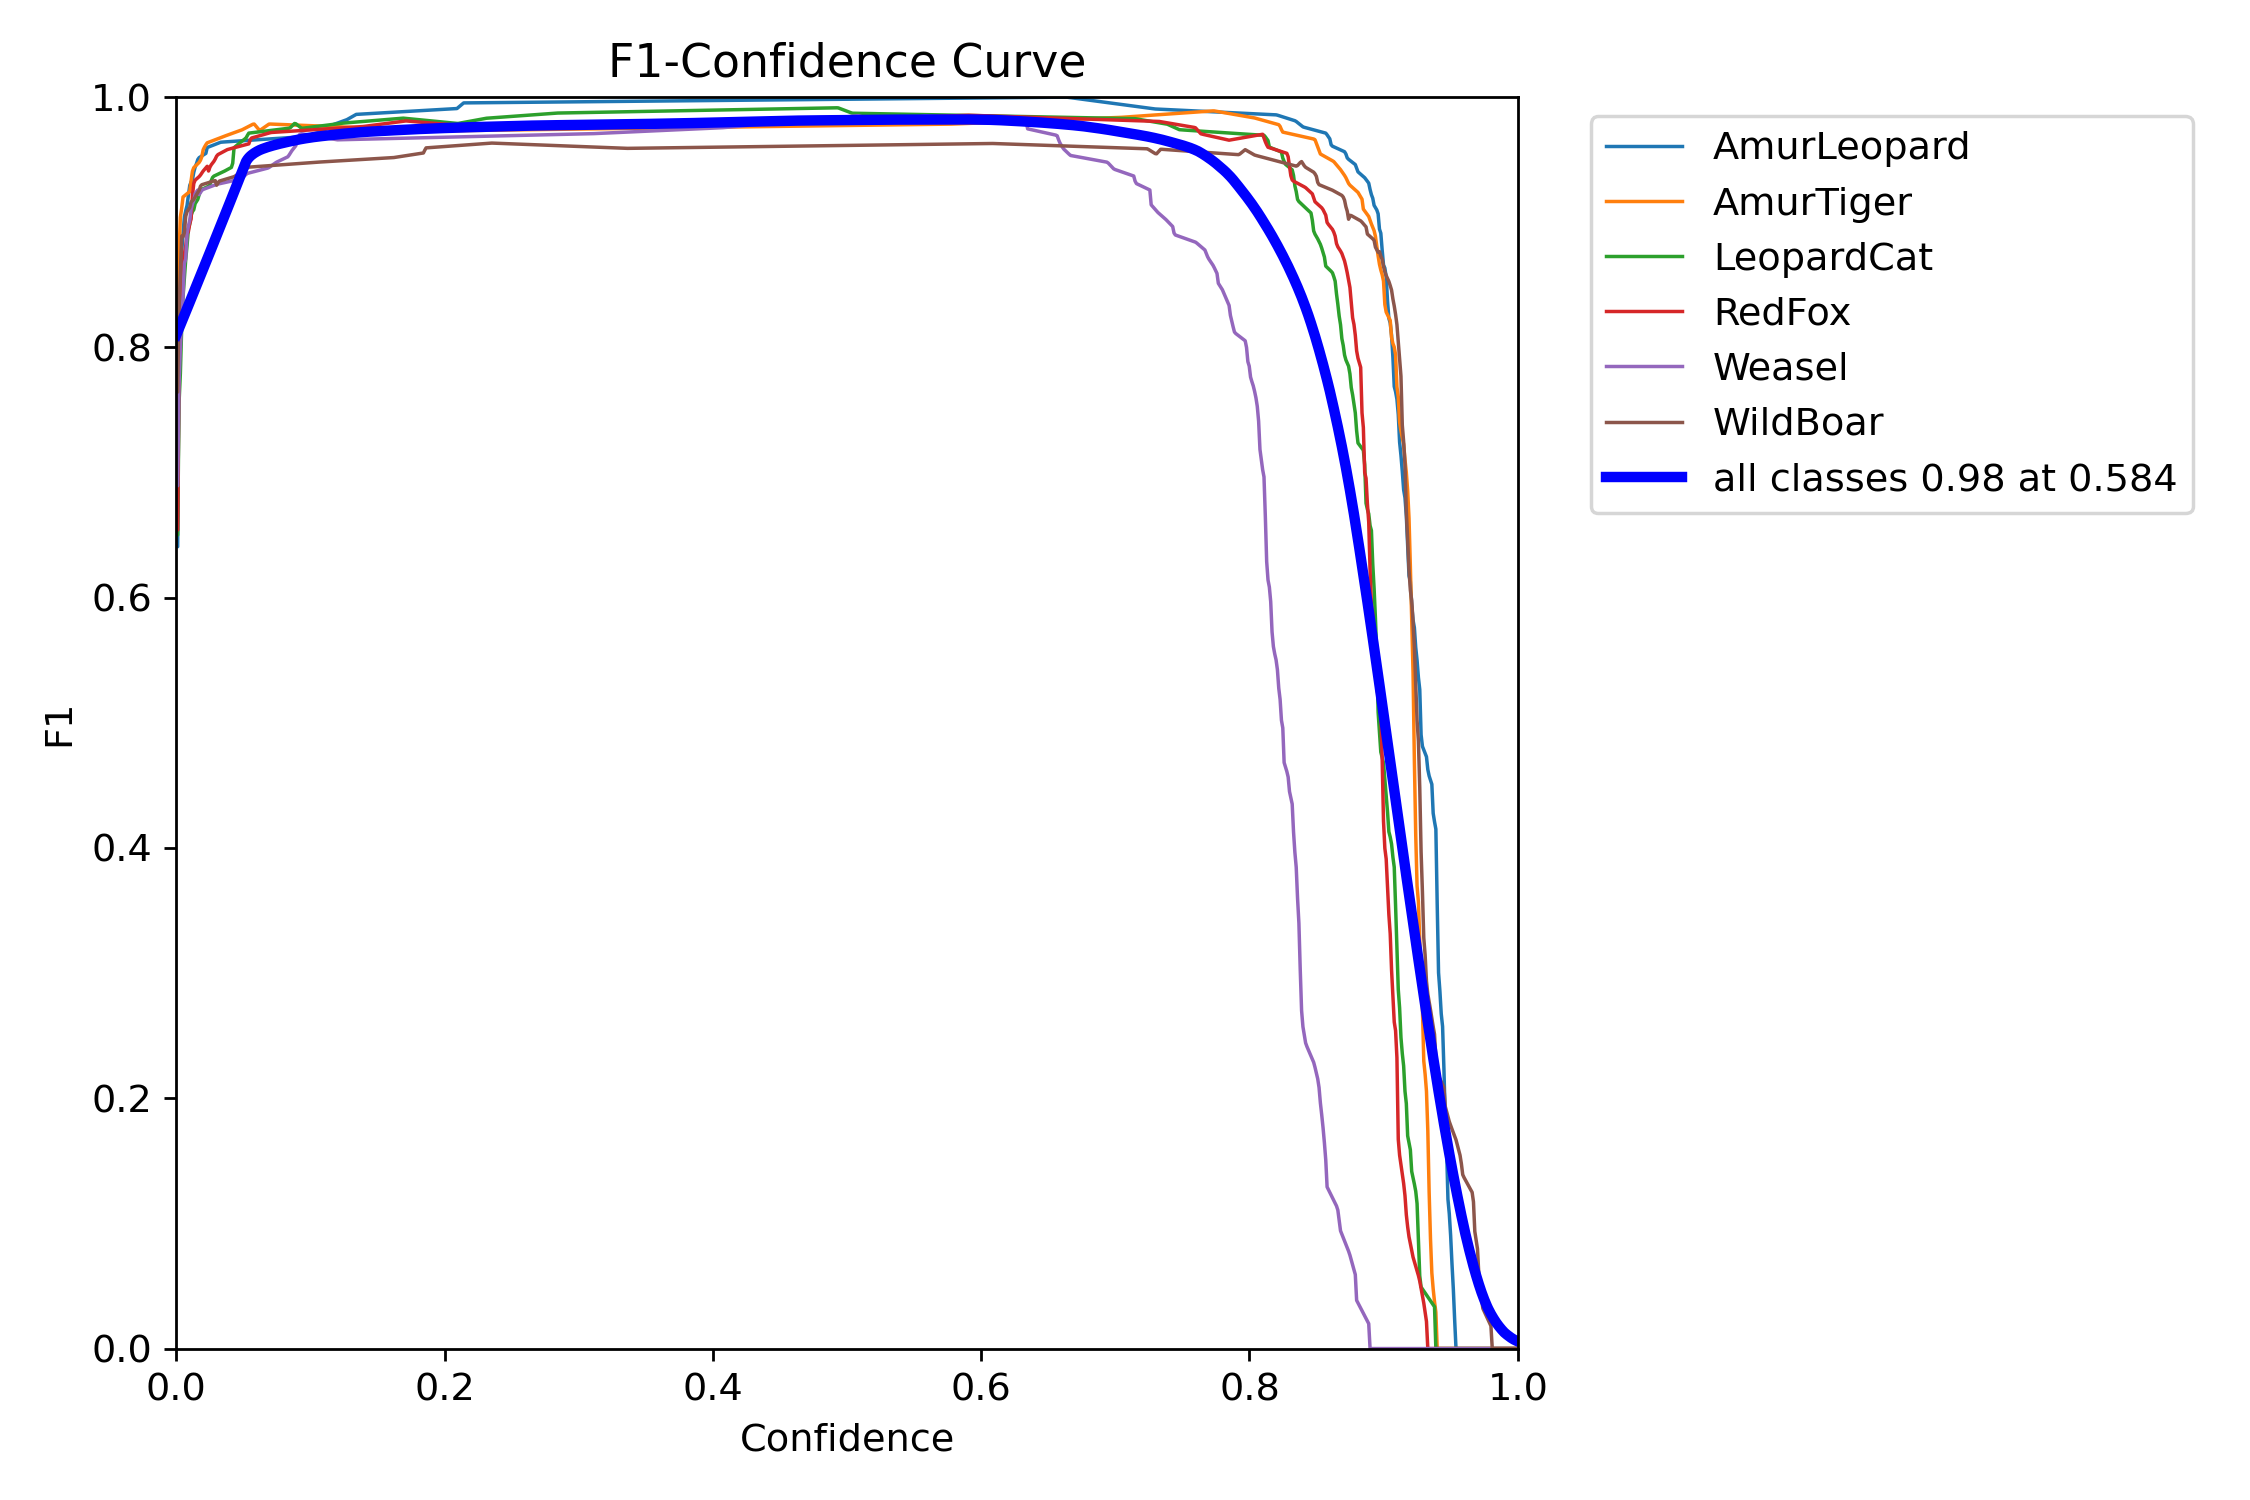 F1-Confidence Curve
1.0
0.8
0.6
0.4
0.2
0.0
F1
0.0 0.2 0.4 0.6 0.8 1.0
Confidence
AmurLeopard
AmurTiger
LeopardCat
RedFox
Weasel
WildBoar
all classes 0.98 at 0.584